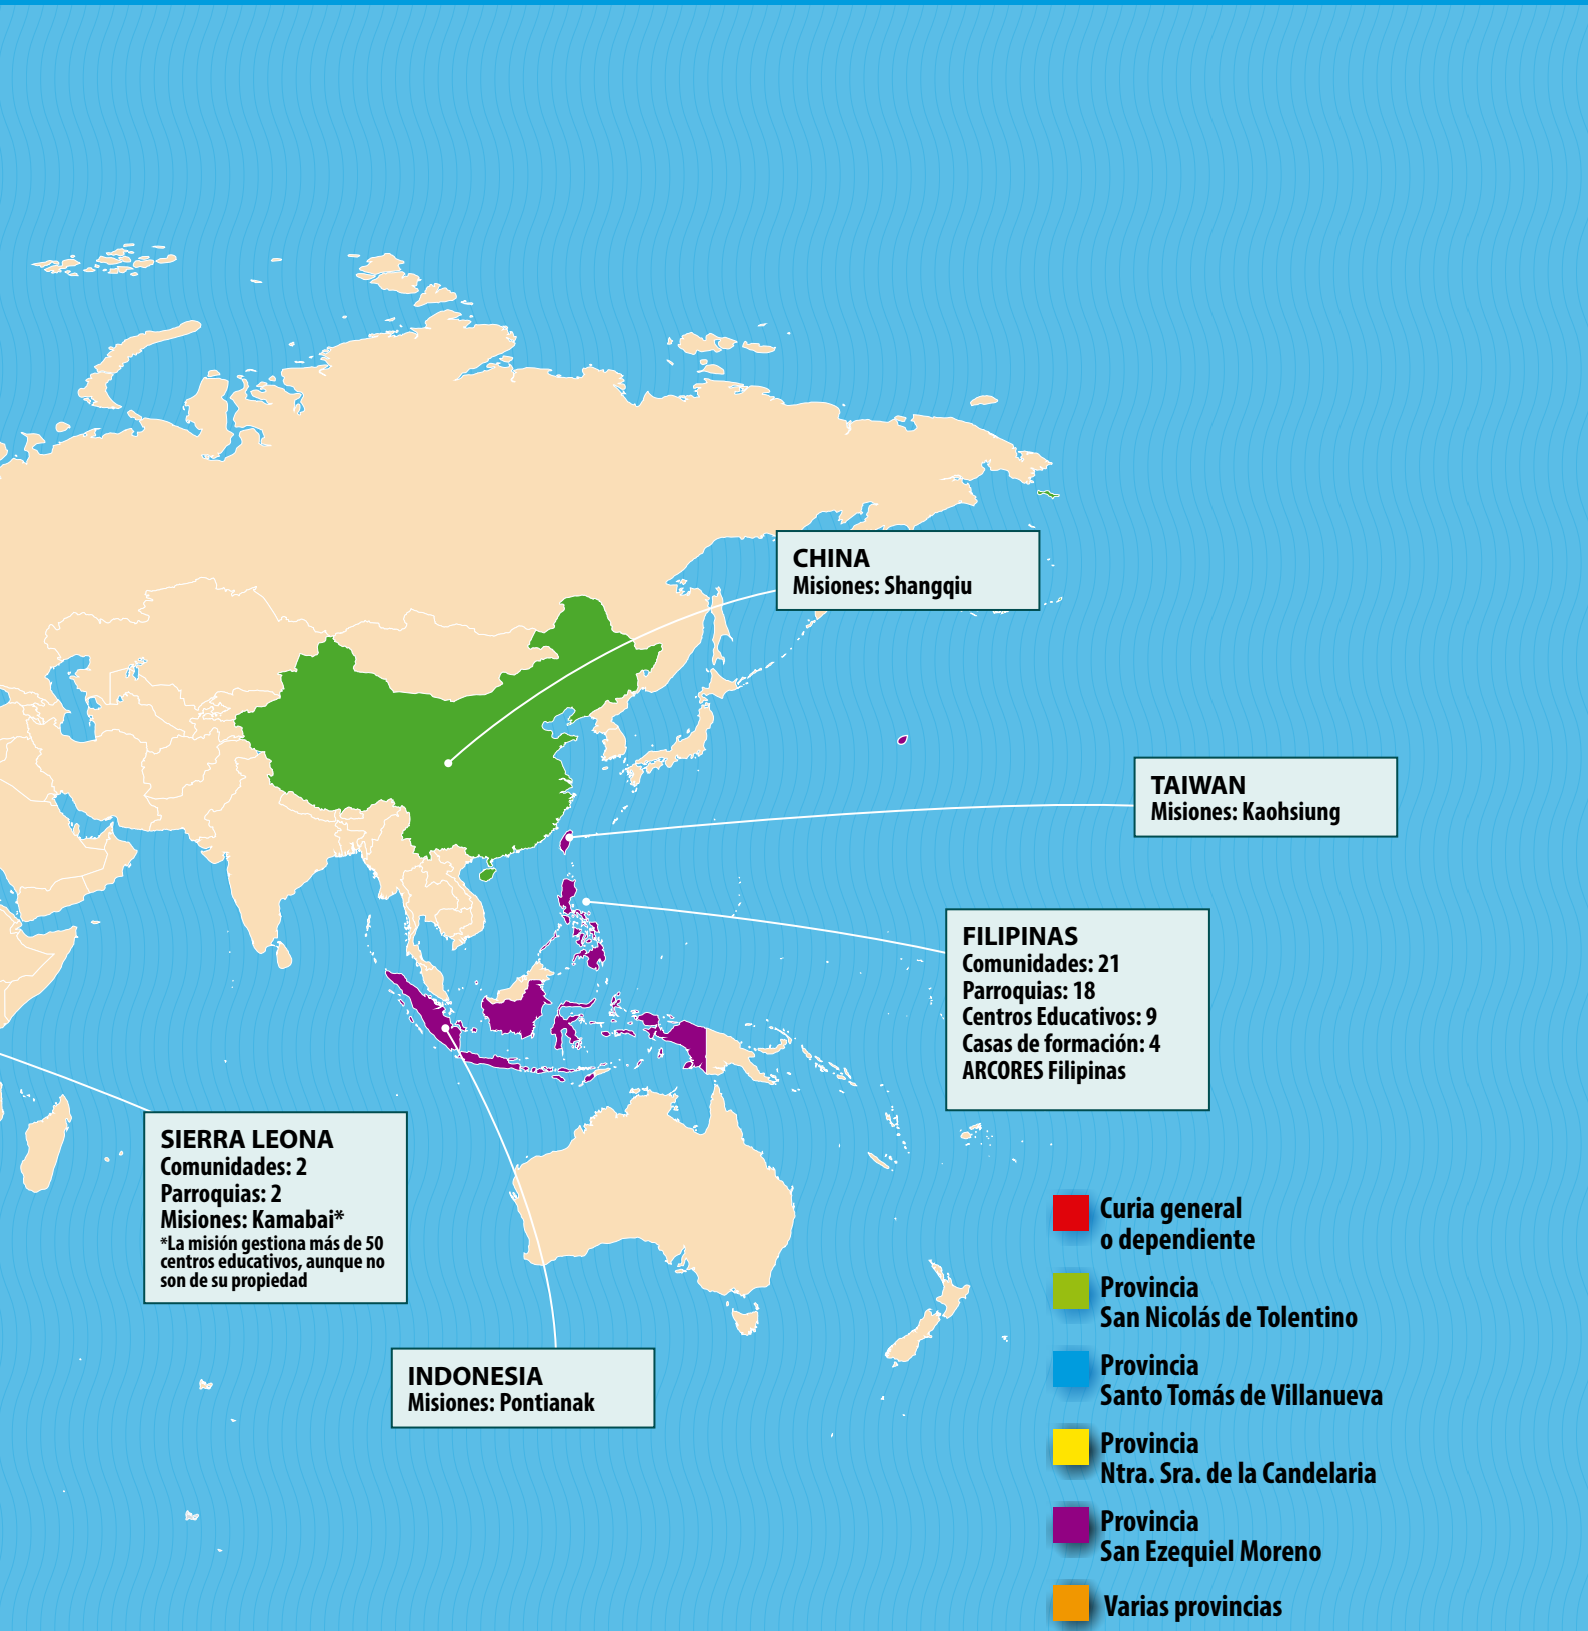 CHINA
Misiones: Shangqiu
TAIWAN
Misiones: Kaohsiung
FILIPINAS
Comunidades: 21
Parroquias: 18
Centros Educativos: 9
Casas de formación: 4
ARCORES Filipinas
SIERRA LEONA
Comunidades: 2
Parroquias: 2
Misiones: Kamabai*
*La misión gestiona más de 50
centros educativos, aunque no
son de su propiedad
INDONESIA
Misiones: Pontianak
Curia general
o dependiente
Provincia
San Nicolás de Tolentino
Provincia
Santo Tomás de Villanueva
Provincia
Ntra. Sra. de la Candelaria
Provincia
San Ezequiel Moreno
Varias provincias